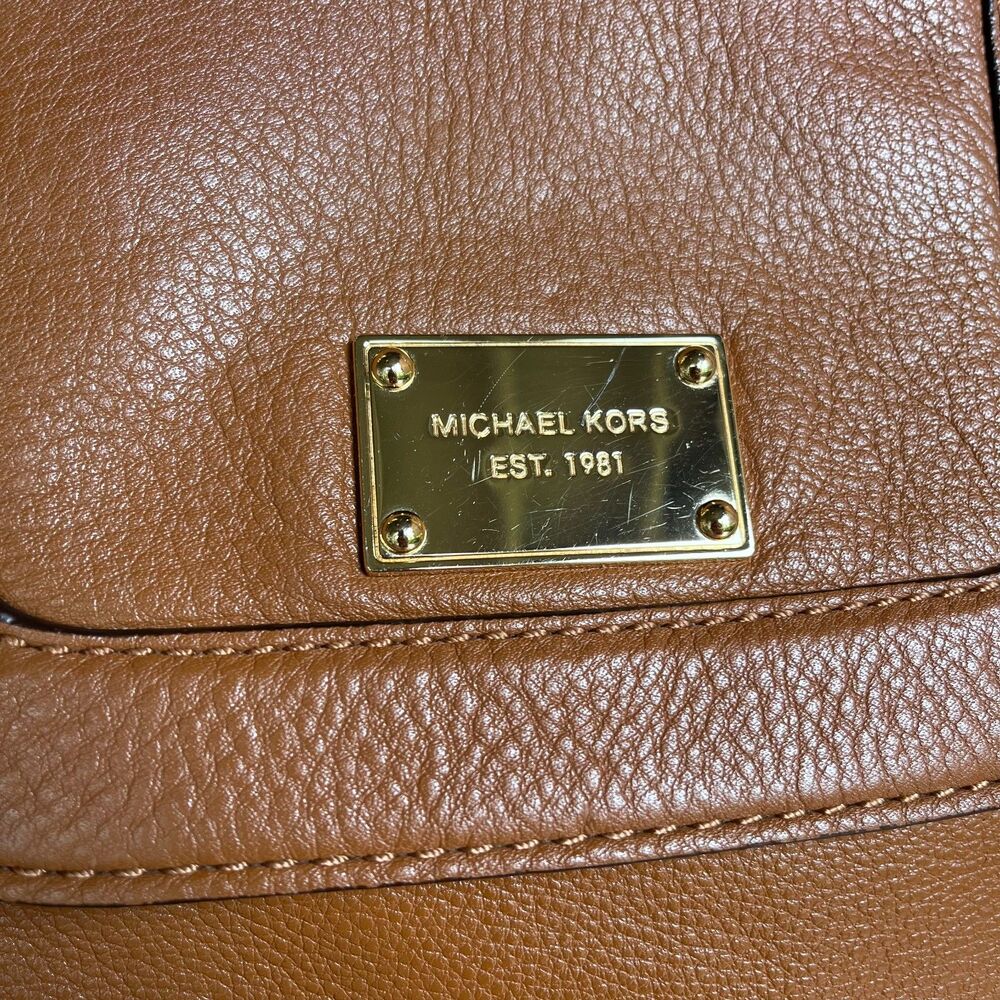 MICHAEL KORS
EST. 1981